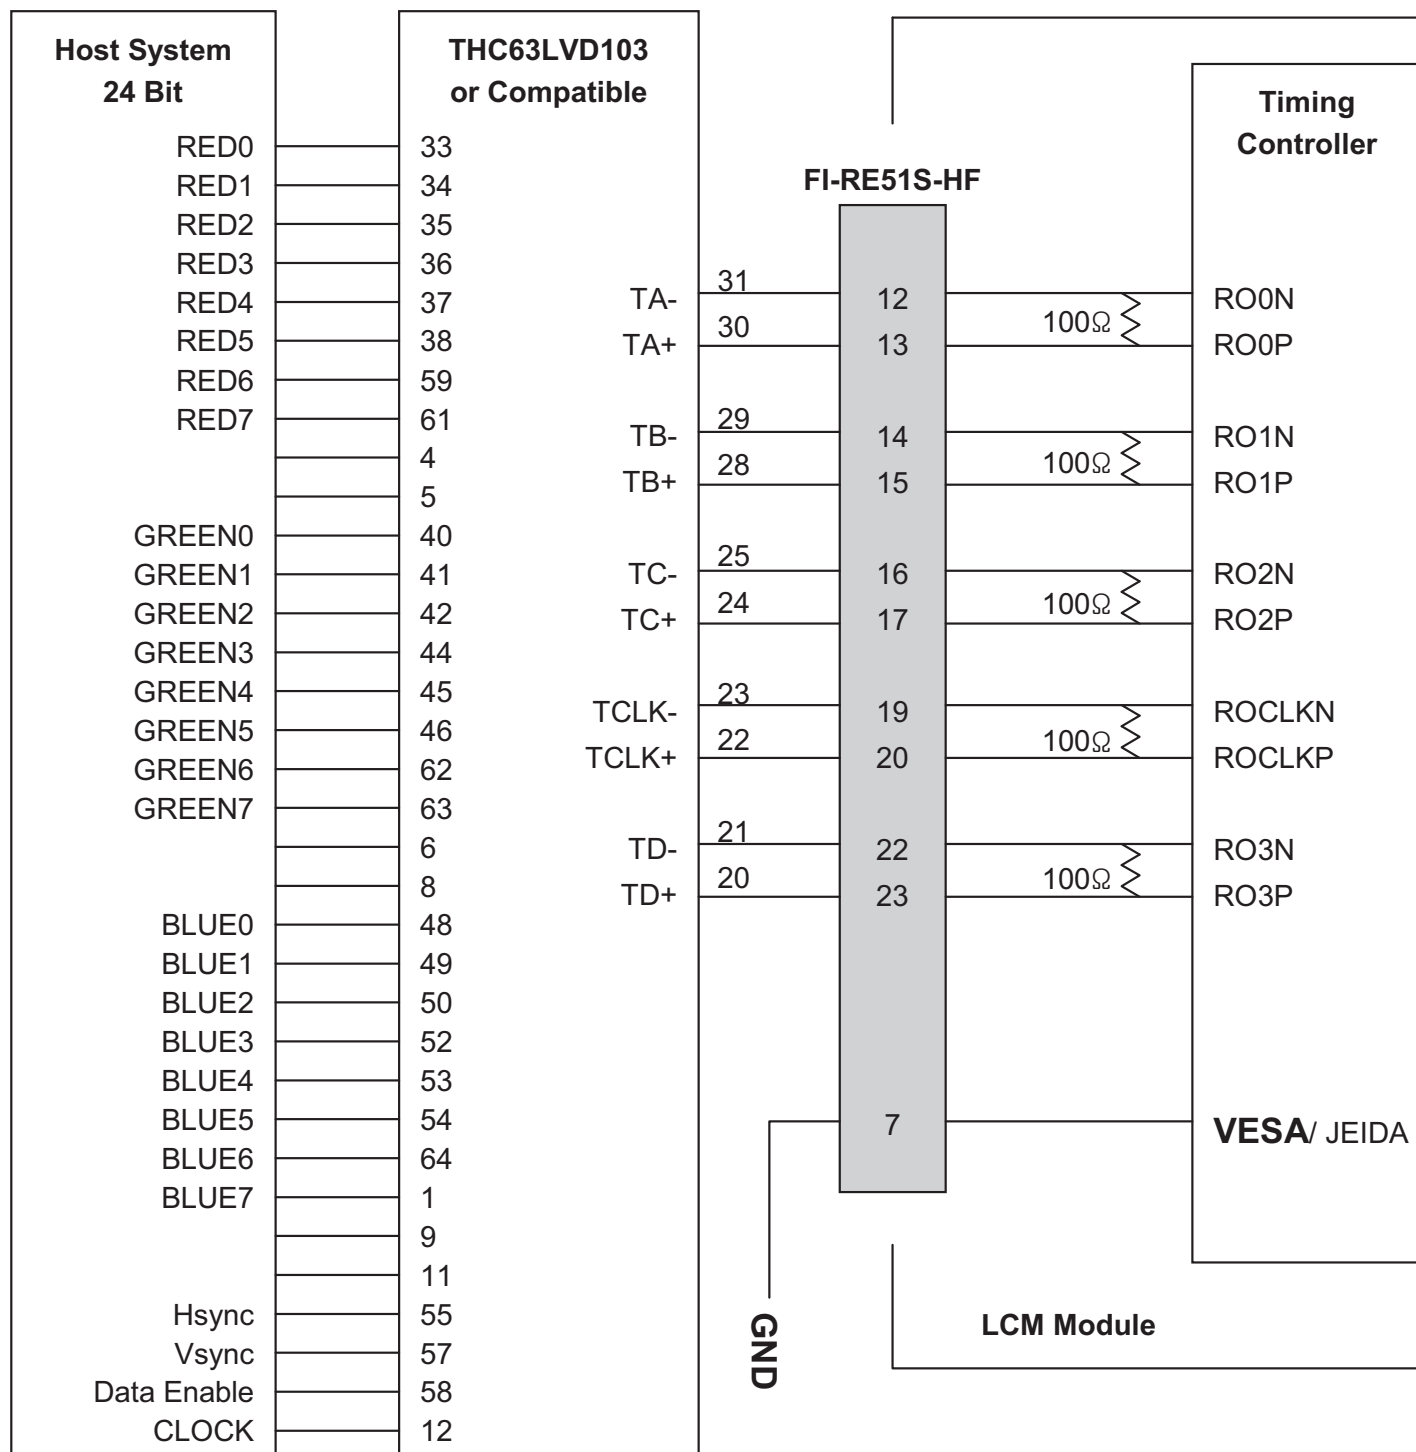 Host System
24 Bit
RED0
RED1
RED2
RED3
RED4
RED5
RED6
RED7
GREEN0
GREEN1
GREEN2
GREEN3
GREEN4
GREEN5
GREEN6
GREEN7
BLUE0
BLUE1
BLUE2
BLUE3
BLUE4
BLUE5
BLUE6
BLUE7
Hsync
Vsync
Data Enable
CLOCK
THC63LVD103
or Compatible
33
34
35
36
37
38
59
61
4
5
40
41
42
44
45
46
62
63
6
8
48
49
50
52
53
54
64
1
9
11
55
57
58
12
TA- 31
TA+ 30
TB- 29
TB+ 28
TC- 25
TC+ 24
TCLK- 23
TCLK+ 22
TD- 21
TD+ 20
GND
FI-RE51S-HF
12
13
14
15
16
17
19
20
22
23
7
100Ω
100Ω
100Ω
100Ω
100Ω
Timing
Controller
RO0N
RO0P
RO1N
RO1P
RO2N
RO2P
ROCLKN
ROCLKP
RO3N
RO3P
VESA/ JEIDA
LCM Module